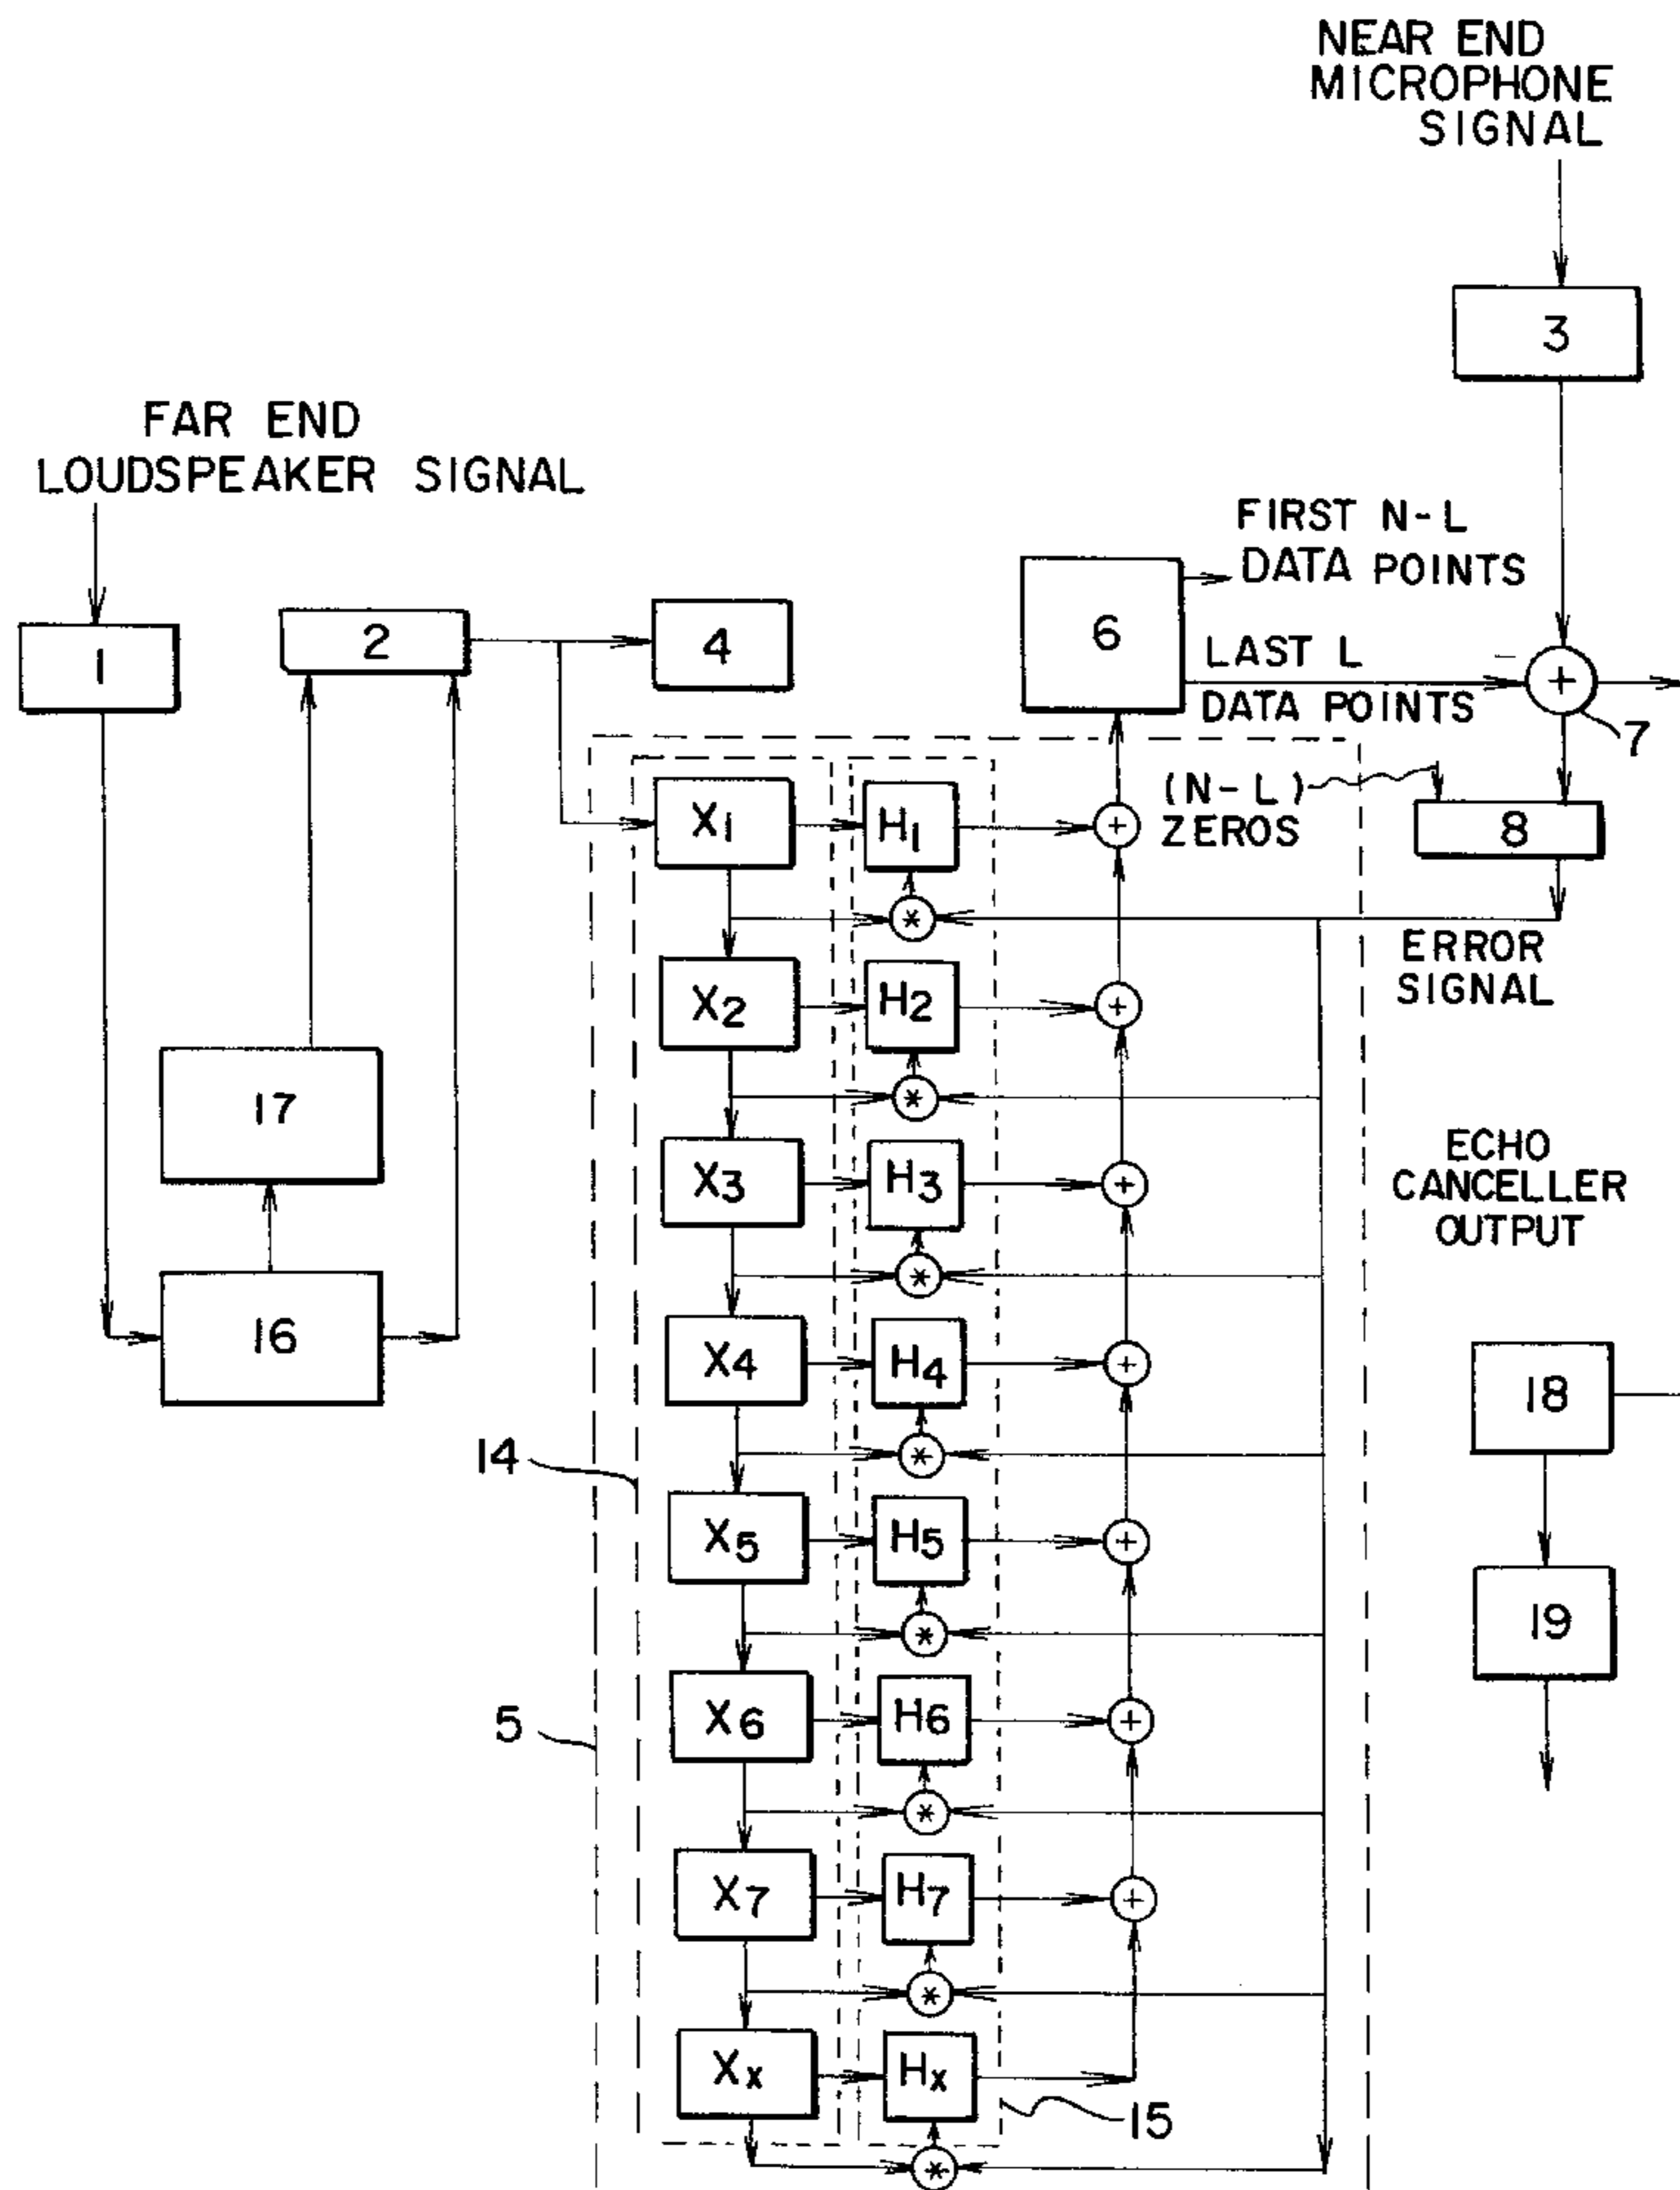 NEAR END
MICROPHONE
SIGNAL
3
FAR END
LOUDSPEAKER SIGNAL
FIRST N-L
DATA POINTS
1
2
4
6
LAST L
DATA POINTS
−
+
7
X1
H1
+
(N-L)
ZEROS
8
*
ERROR
SIGNAL
X2
H2
+
*
17
X3
H3
+
ECHO
CANCELLER
OUTPUT
*
16
X4
H4
+
18
14
*
X5
H5
+
*
19
5
X6
H6
+
*
X7
H7
+
*
Xx
Hx
15
*